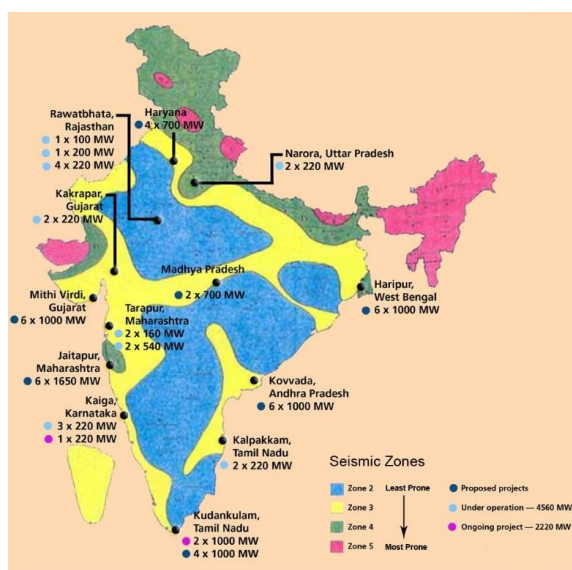 Rawatbhata,
Rajasthan
1 x 100 MW
1 x 200 MW
4 x 220 MW
Haryana
4 x 700 MW
Narora, Uttar Pradesh
2 x 220 MW
Kakrapar,
Gujarat
2 x 220 MW
Madhya Pradesh
2 x 700 MW
Haripur,
West Bengal
6 x 1000 MW
Mithi Virdi,
Gujarat
6 x 1000 MW
Tarapur,
Maharashtra
2 x 160 MW
2 x 540 MW
Jaitapur,
Maharashtra
6 x 1650 MW
Kovvada,
Andhra Pradesh
6 x 1000 MW
Kaiga,
Karnataka
3 x 220 MW
1 x 220 MW
Kalpakkam,
Tamil Nadu
2 x 220 MW
Kudankulam,
Tamil Nadu
2 x 1000 MW
4 x 1000 MW
Seismic Zones
Zone 2 Least Prone
Zone 3
Zone 4
Zone 5 Most Prone
Proposed projects
Under operation — 4560 MW
Ongoing project — 2220 MW